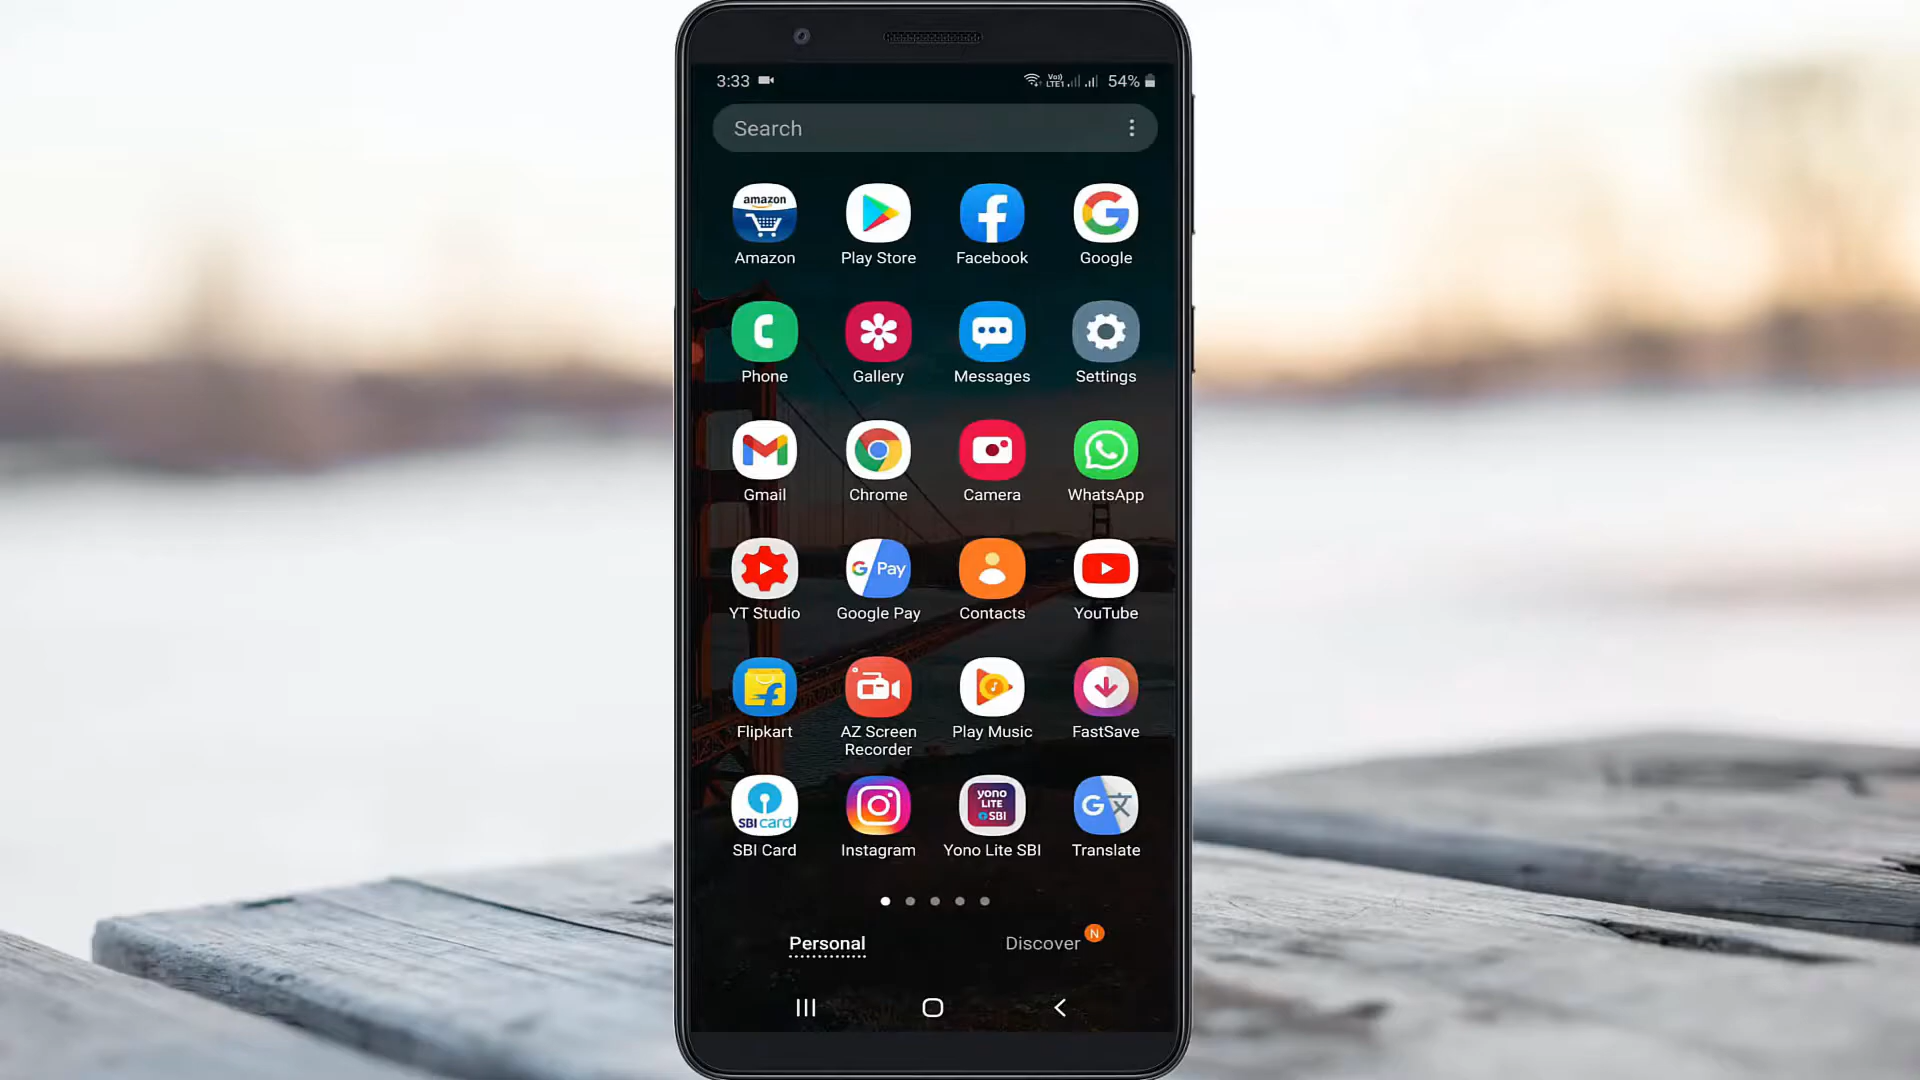 3:33
Vo)) LTE1 54%
Search
amazon
Amazon Play Store Facebook Google
Phone Gallery Messages Settings
Gmail Chrome Camera WhatsApp
G Pay
YT Studio Google Pay Contacts YouTube
Flipkart AZ Screen Recorder Play Music FastSave
SBI card
yono LITE SBI
SBI Card Instagram Yono Lite SBI Translate
Personal Discover N